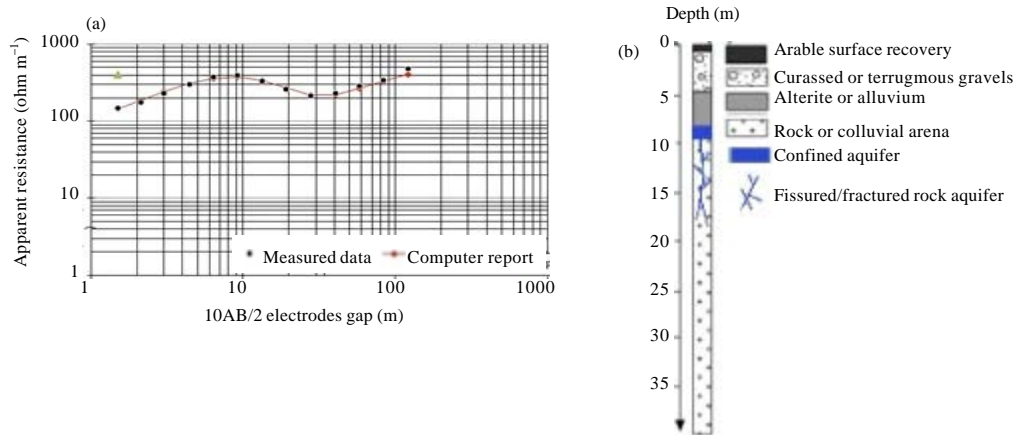 (a)
1000
100
10
1
Apparent resistance (ohm m⁻¹)
Measured data
Computer report
1
10
100
1000
10AB/2 electrodes gap (m)
Depth (m)
(b)
0
5
10
15
20
25
30
35
Arable surface recovery
Curassed or terrugmous gravels
Alterite or alluvium
Rock or colluvial arena
Confined aquifer
Fissured/fractured rock aquifer